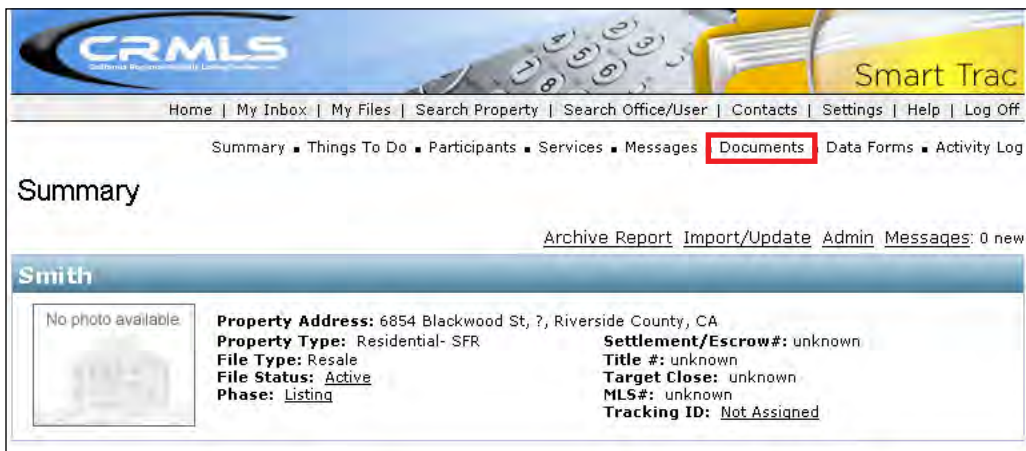 CRMLS
Smart Trac
Home | My Inbox | My Files | Search Property | Search Office/User | Contacts | Settings | Help | Log Off
Summary ▪ Things To Do ▪ Participants ▪ Services ▪ Messages ▪ Documents ▪ Data Forms ▪ Activity Log
Summary
Archive Report Import/Update Admin Messages: 0 new
Smith
No photo available
Property Address: 6854 Blackwood St, ?, Riverside County, CA
Property Type: Residential- SFR
Settlement/Escrow#: unknown
File Type: Resale
Title #: unknown
File Status: Active
Target Close: unknown
Phase: Listing
MLS#: unknown
Tracking ID: Not Assigned